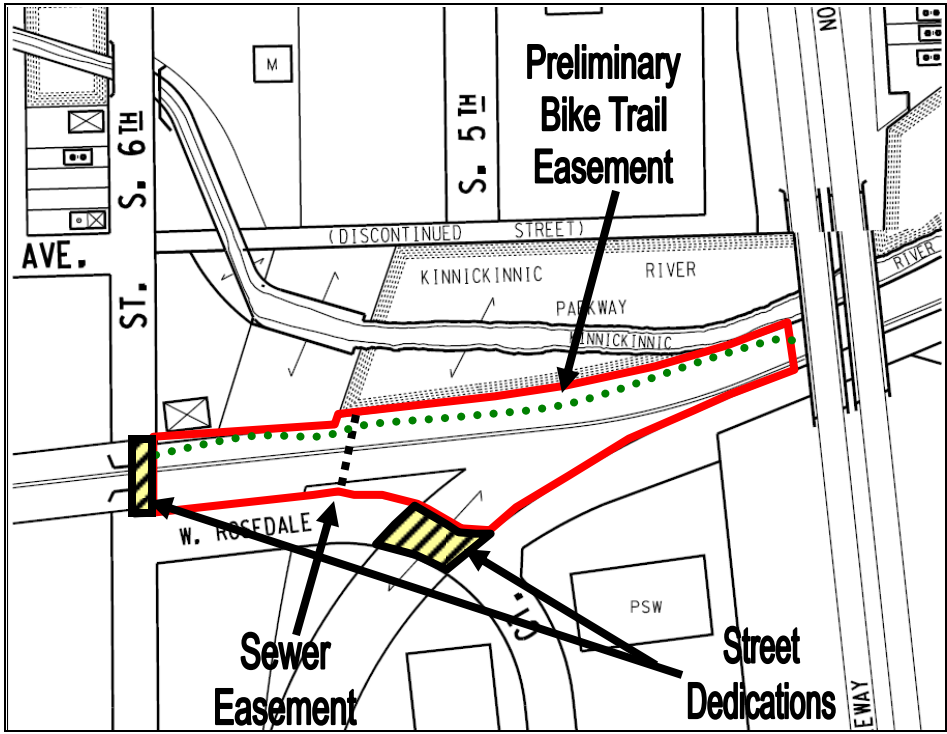 Preliminary
Bike Trail
Easement
M
S. 6TH
ST.
S. 5TH
NO
AVE.
(DISCONTINUED STREET)
KINNICKINNIC RIVER
PARKWAY
KINNICKINNIC
RIVER
W. ROSEDALE
ST.
PSW
Sewer
Easement
Street
Dedications
EWAY